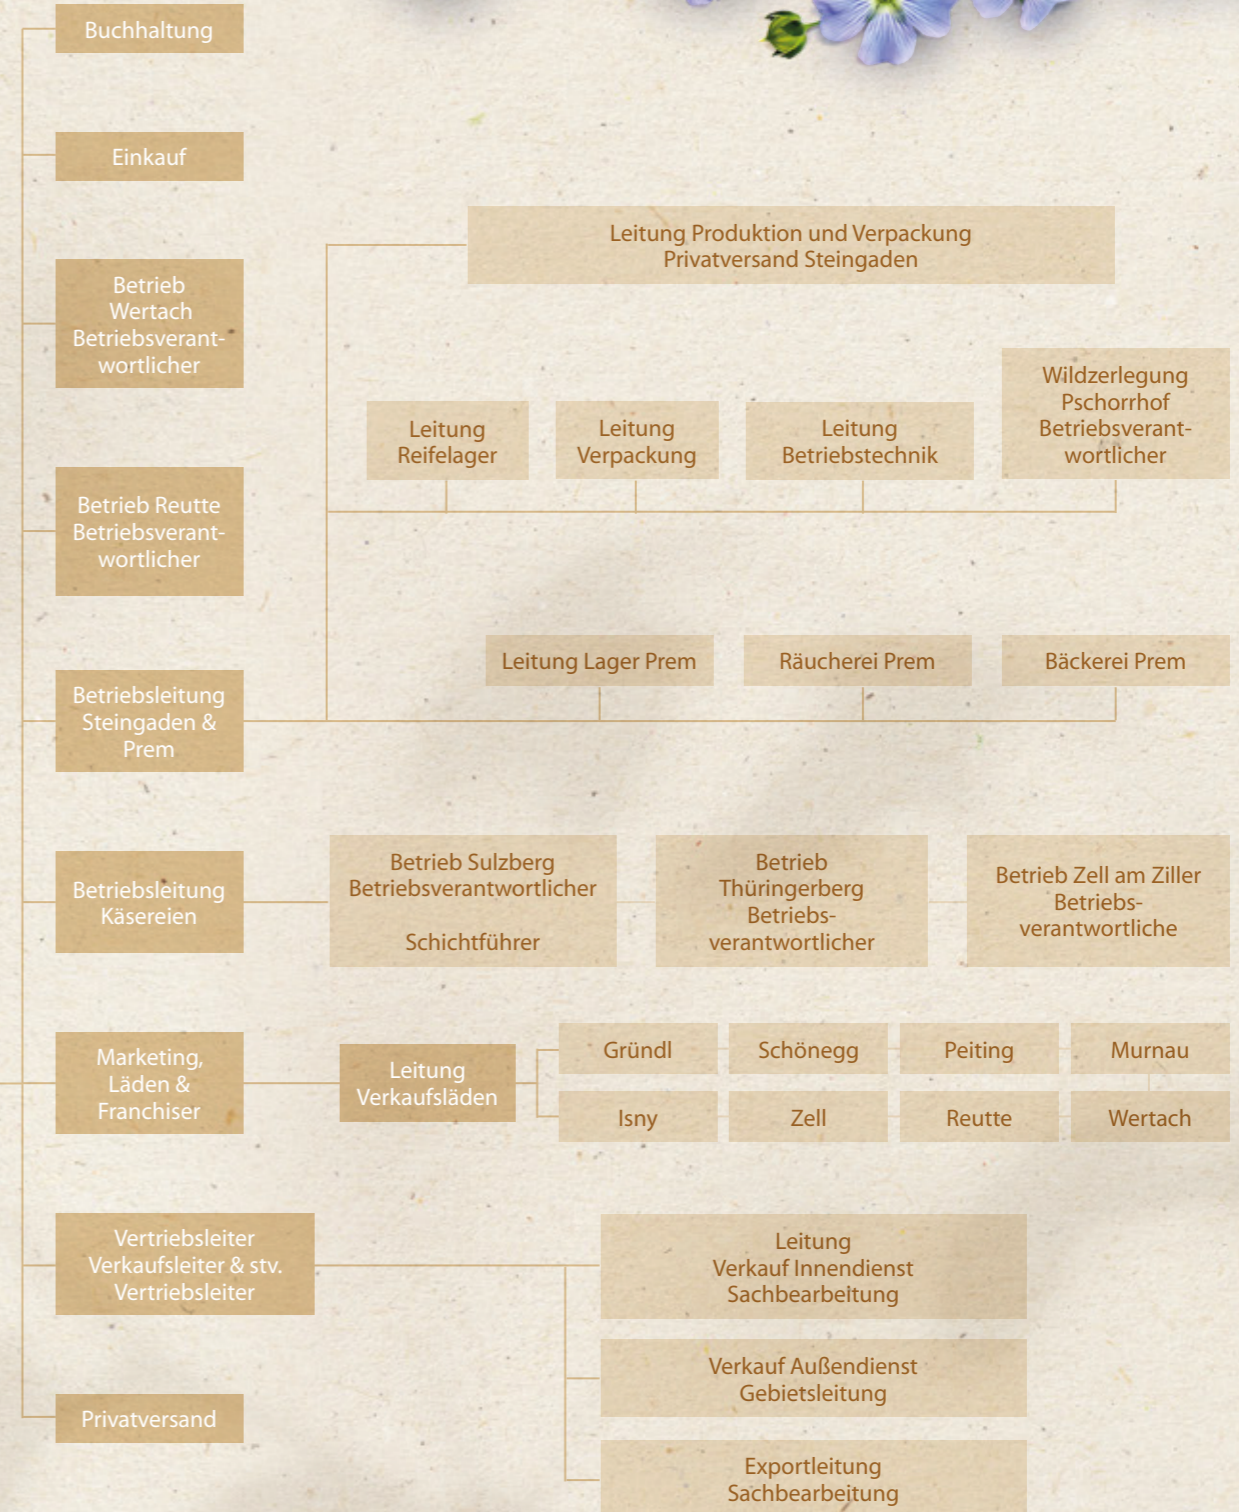 Buchhaltung
Einkauf
Leitung Produktion und Verpackung
Privatversand Steingaden
Betrieb
Wertach
Betriebsverant-
wortlicher
Leitung
Reifelager
Leitung
Verpackung
Leitung
Betriebstechnik
Wildzerlegung
Pschorrhof
Betriebsverant-
wortlicher
Betrieb Reutte
Betriebsverant-
wortlicher
Leitung Lager Prem
Räucherei Prem
Bäckerei Prem
Betriebsleitung
Steingaden &
Prem
Betriebsleitung
Käsereien
Betrieb Sulzberg
Betriebsverantwortlicher
Schichtführer
Betrieb
Thüringerberg
Betriebs-
verantwortlicher
Betrieb Zell am Ziller
Betriebs-
verantwortliche
Marketing,
Läden &
Franchiser
Leitung
Verkaufsläden
Gründl
Schönegg
Peiting
Murnau
Isny
Zell
Reutte
Wertach
Vertriebsleiter
Verkaufsleiter & stv.
Vertriebsleiter
Leitung
Verkauf Innendienst
Sachbearbeitung
Verkauf Außendienst
Gebietsleitung
Privatversand
Exportleitung
Sachbearbeitung